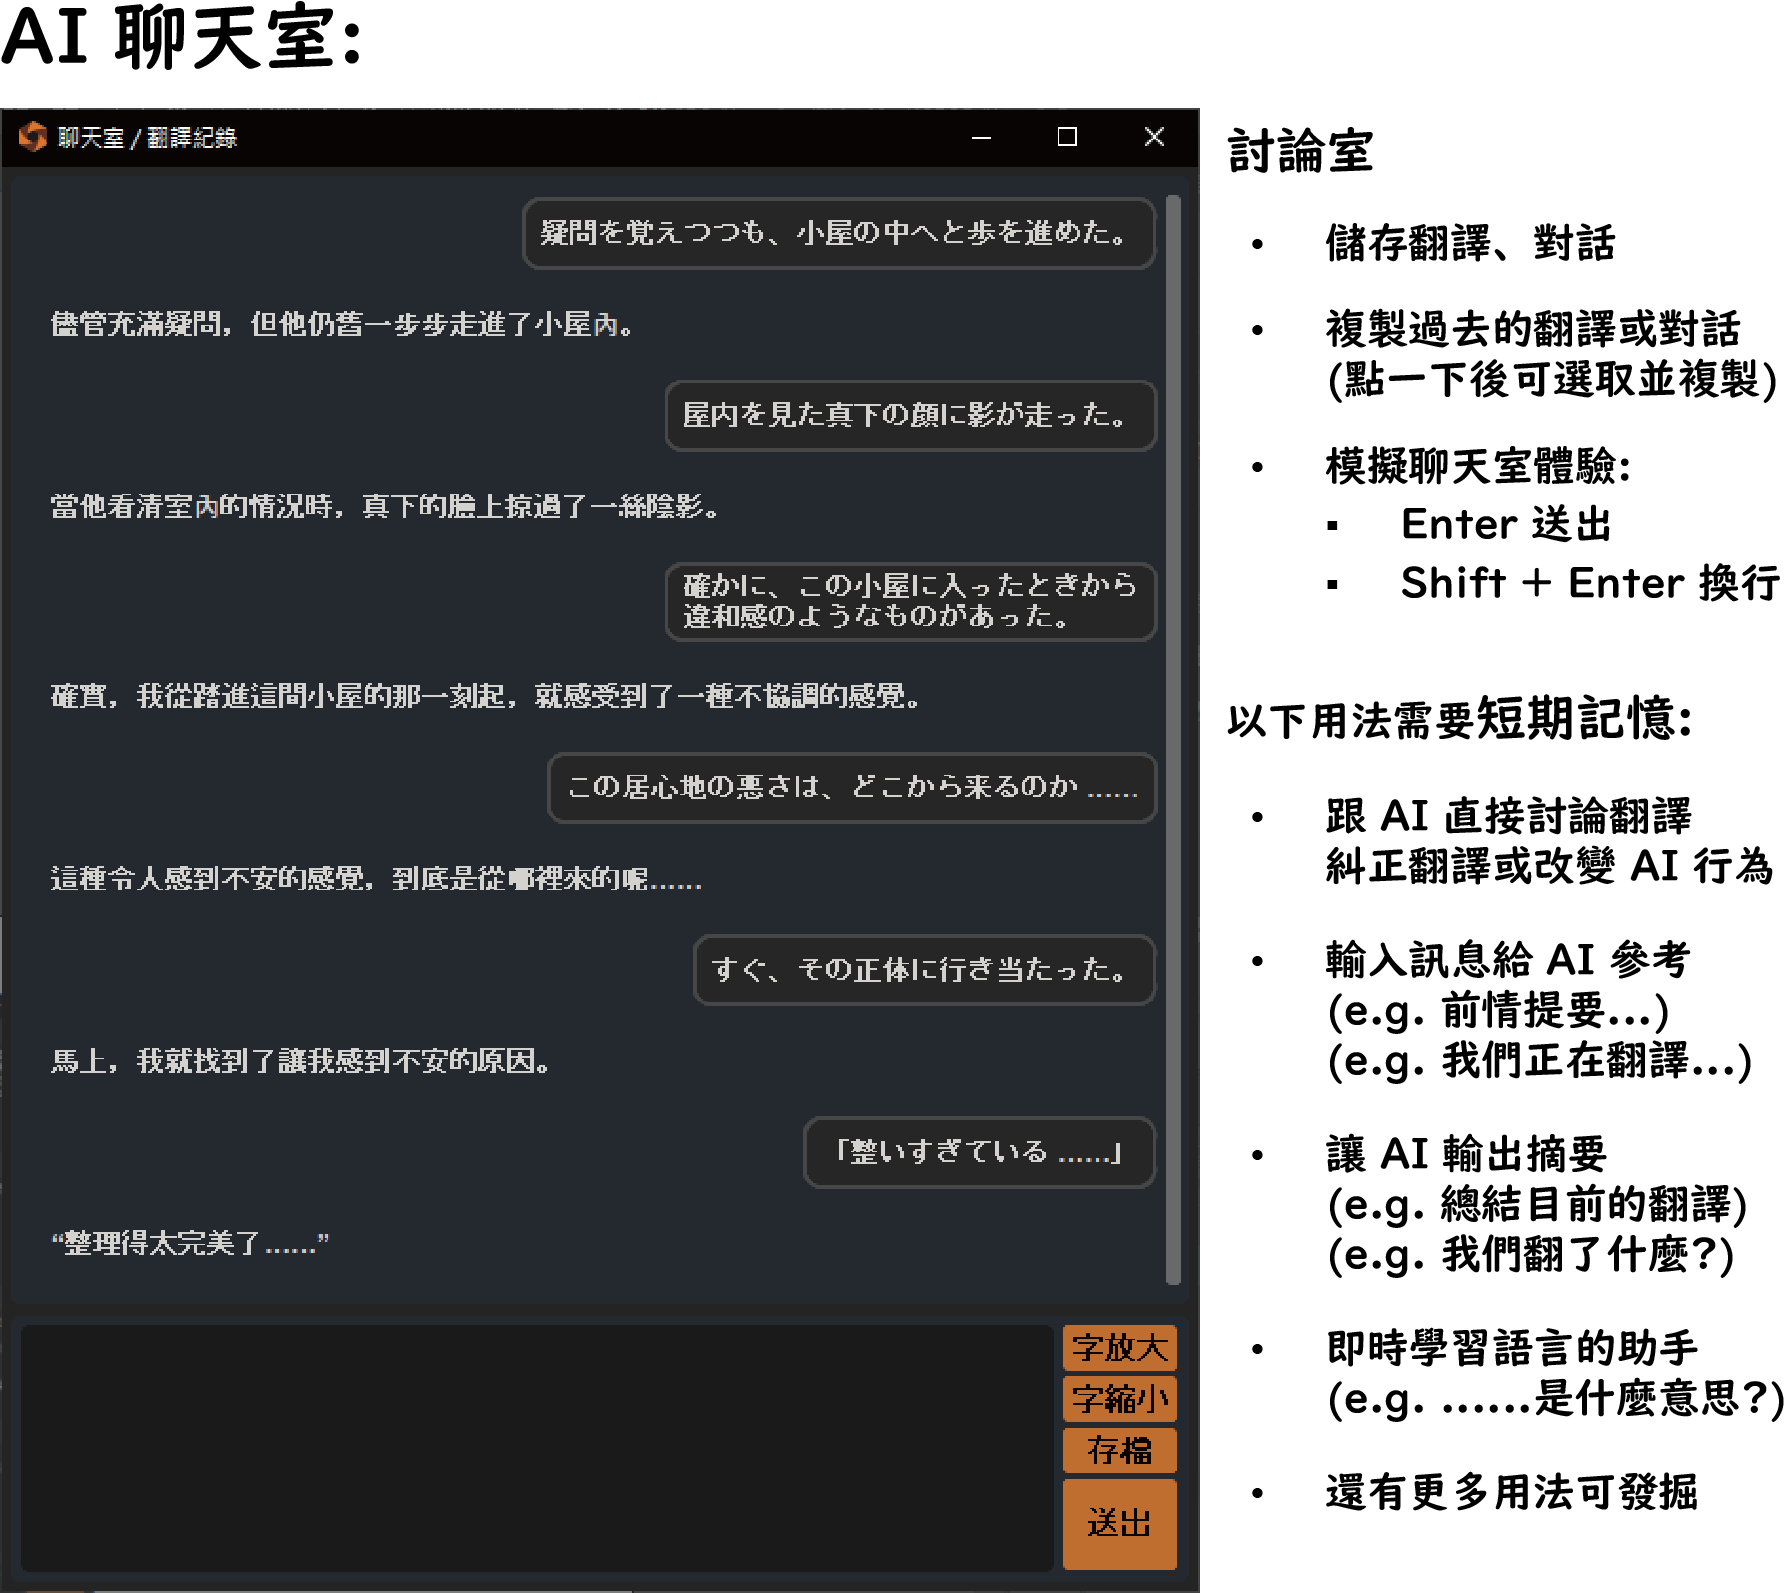 AI 聊天室:
聊天室 / 翻譯紀錄
疑問を覚えつつも、小屋の中へと歩を進めた。
儘管充滿疑問，但他仍舊一步步走進了小屋內。
屋内を見た真下の顔に影が走った。
當他看清室內的情況時，真下的臉上掠過了一絲陰影。
確かに、この小屋に入ったときから
違和感のようなものがあった。
確實，我從踏進這間小屋的那一刻起，就感受到了一種不協調的感覺。
この居心地の悪さは、どこから来るのか ......
這種令人感到不安的感覺，到底是從哪裡來的呢......
すぐ、その正体に行き当たった。
馬上，我就找到了讓我感到不安的原因。
「整いすぎている ......」
“整理得太完美了......”
字放大
字縮小
存檔
送出
討論室
• 儲存翻譯、對話
• 複製過去的翻譯或對話
(點一下後可選取並複製)
• 模擬聊天室體驗:
▪ Enter 送出
▪ Shift + Enter 換行
以下用法需要短期記憶:
• 跟 AI 直接討論翻譯
糾正翻譯或改變 AI 行為
• 輸入訊息給 AI 參考
(e.g. 前情提要...)
(e.g. 我們正在翻譯...)
• 讓 AI 輸出摘要
(e.g. 總結目前的翻譯)
(e.g. 我們翻了什麼?)
• 即時學習語言的助手
(e.g. ......是什麼意思?)
• 還有更多用法可發掘